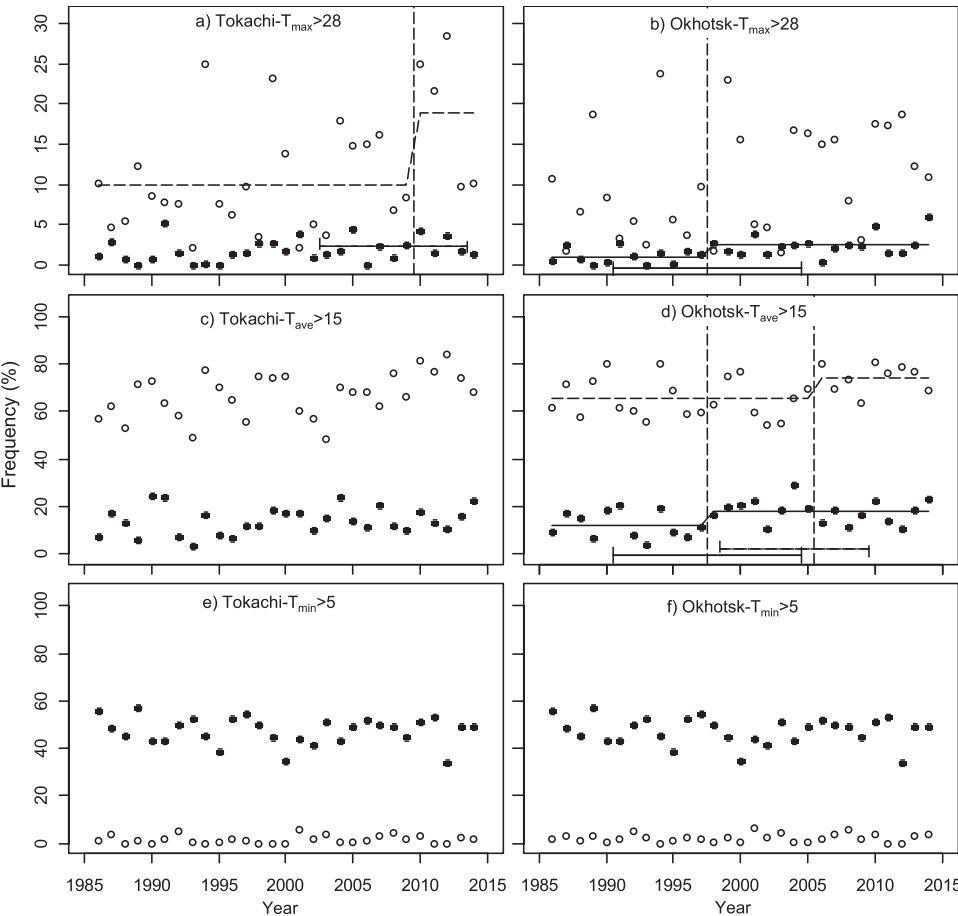 a) Tokachi-Tmax>28
b) Okhotsk-Tmax>28
30
25
20
15
10
5
0
c) Tokachi-Tave>15
d) Okhotsk-Tave>15
100
80
60
40
20
0
Frequency (%)
e) Tokachi-Tmin>5
f) Okhotsk-Tmin>5
100
80
60
40
20
0
1985 1990 1995 2000 2005 2010 2015
1985 1990 1995 2000 2005 2010 2015
Year
Year